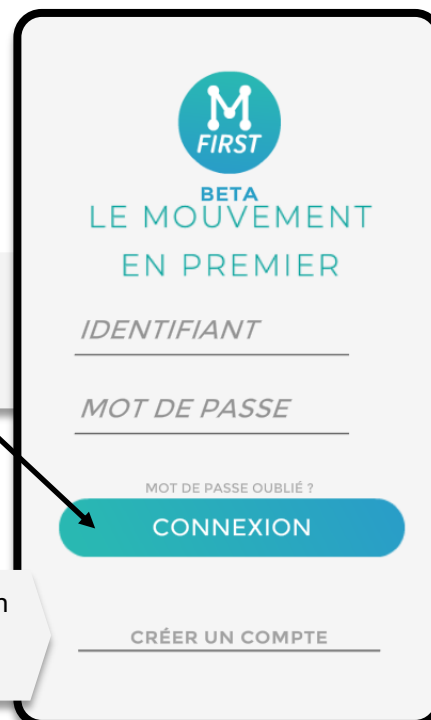 M
FIRST
BETA
LE MOUVEMENT
EN PREMIER
IDENTIFIANT
MOT DE PASSE
MOT DE PASSE OUBLIÉ ?
CONNEXION
CRÉER UN COMPTE